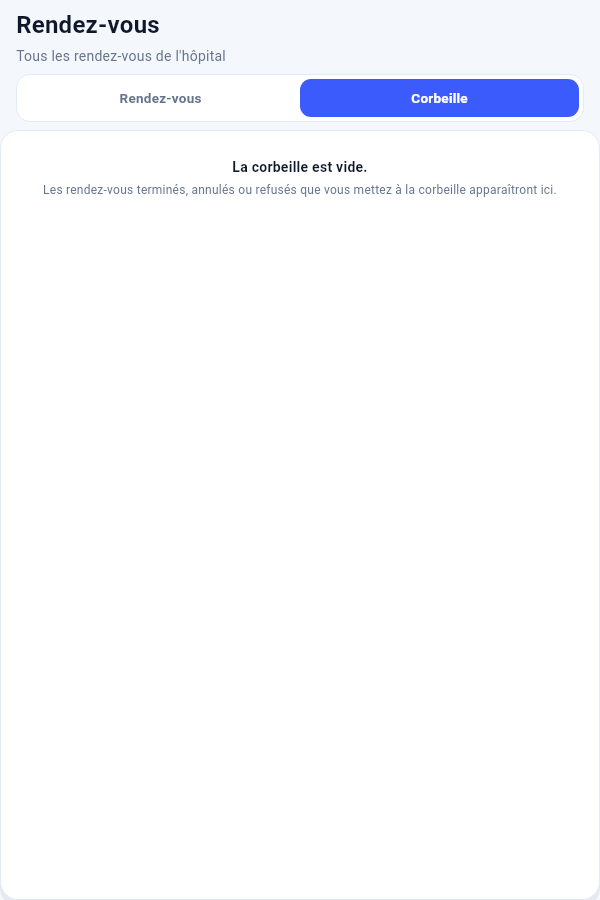 Rendez-vous
Tous les rendez-vous de l'hôpital
Rendez-vous
Corbeille
La corbeille est vide.
Les rendez-vous terminés, annulés ou refusés que vous mettez à la corbeille apparaîtront ici.